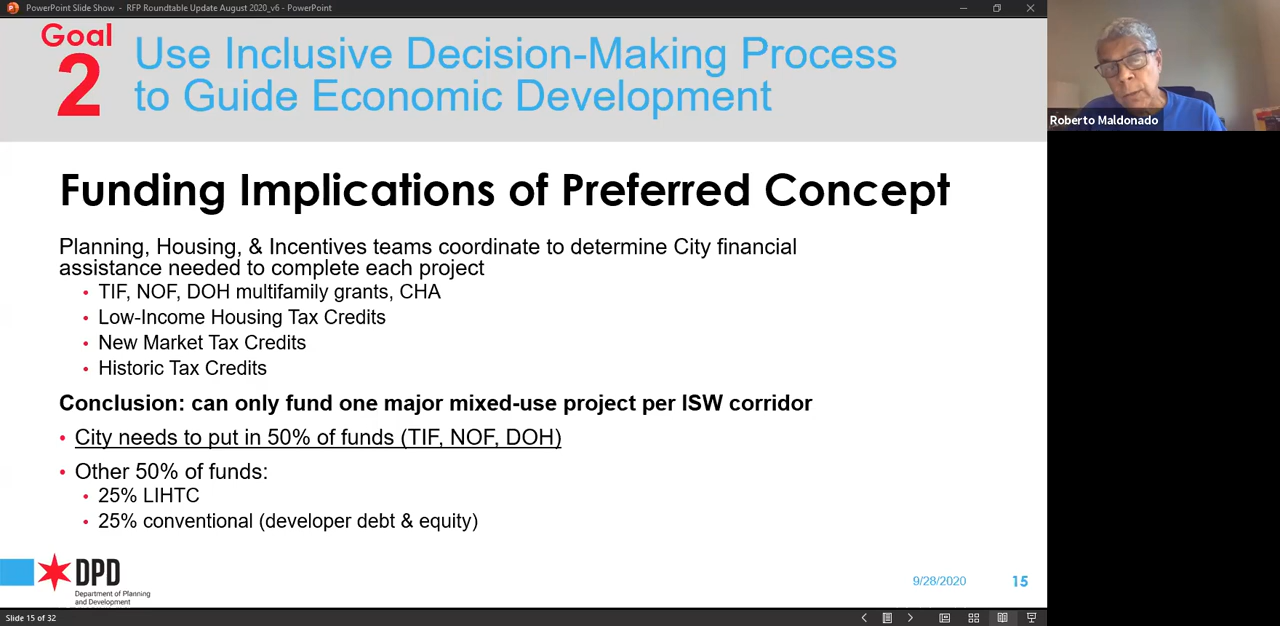 PowerPoint Slide Show - RFP Roundtable Update August 2020_v6 - PowerPoint
Goal
2
Use Inclusive Decision-Making Process
to Guide Economic Development
Roberto Maldonado
Funding Implications of Preferred Concept
Planning, Housing, & Incentives teams coordinate to determine City financial
assistance needed to complete each project
• TIF, NOF, DOH multifamily grants, CHA
• Low-Income Housing Tax Credits
• New Market Tax Credits
• Historic Tax Credits
Conclusion: can only fund one major mixed-use project per ISW corridor
• City needs to put in 50% of funds (TIF, NOF, DOH)
• Other 50% of funds:
• 25% LIHTC
• 25% conventional (developer debt & equity)
DPD
Department of Planning
and Development
9/28/2020
15
Slide 15 of 32